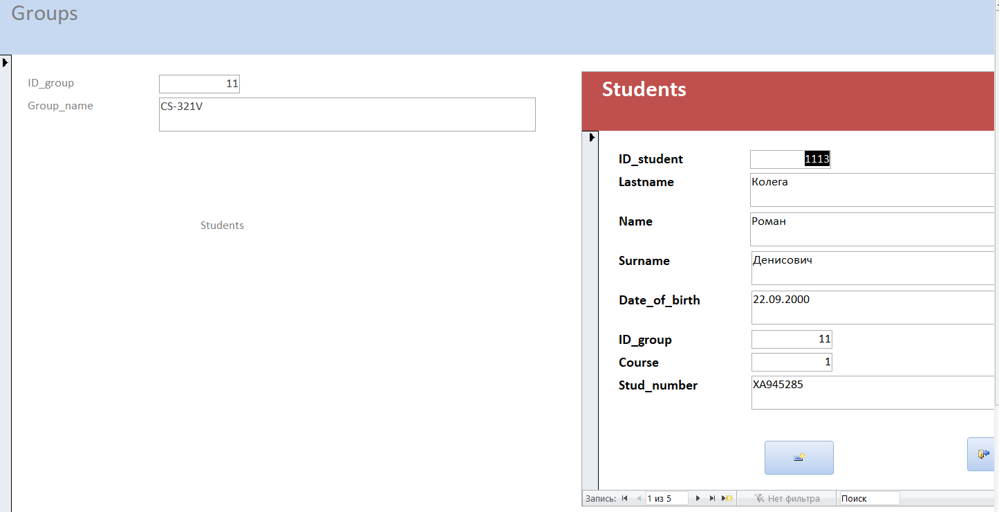 Groups
ID_group 11
Group_name CS-321V
Students
Students
ID_student 1113
Lastname Колега
Name Роман
Surname Денисович
Date_of_birth 22.09.2000
ID_group 11
Course 1
Stud_number XA945285
Запись: 1 из 5 Нет фильтра Поиск